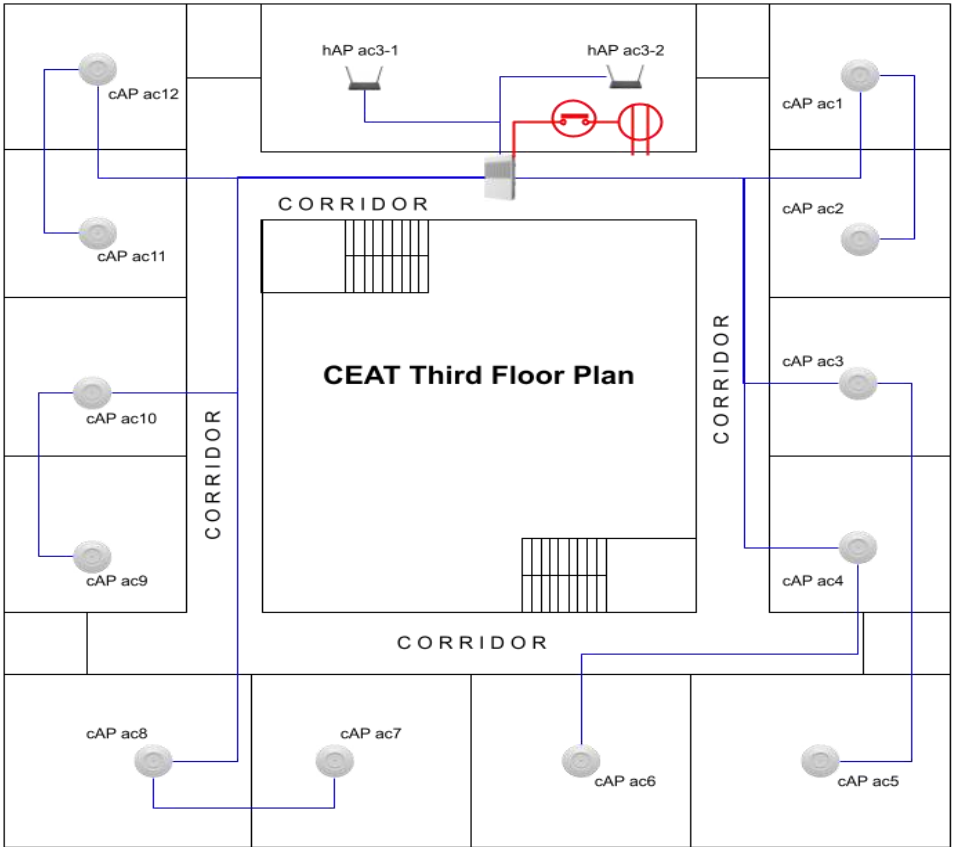 hAP ac3-1
hAP ac3-2
cAP ac12
cAP ac1
CORRIDOR
cAP ac2
cAP ac11
CORRIDOR
cAP ac3
CEAT Third Floor Plan
cAP ac10
CORRIDOR
cAP ac9
cAP ac4
CORRIDOR
cAP ac8
cAP ac7
cAP ac6
cAP ac5